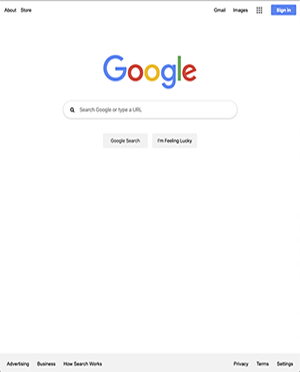 About Store Gmail Images Sign in
Google
Search Google or type a URL
Google Search I'm Feeling Lucky
Advertising Business How Search Works Privacy Terms Settings